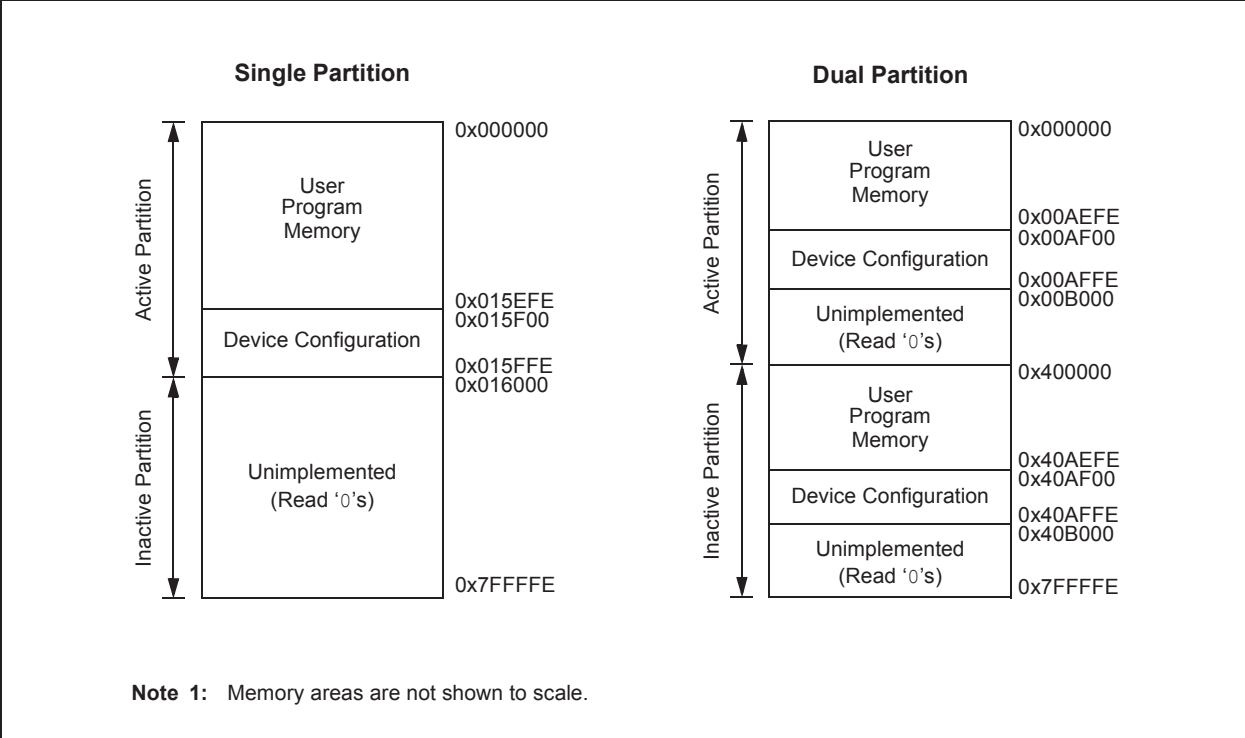 Single Partition
Active Partition
User
Program
Memory
0x000000
0x015EFE
0x015F00
Device Configuration
0x015FFE
0x016000
Inactive Partition
Unimplemented
(Read ‘0’s)
0x7FFFFE
Dual Partition
Active Partition
User
Program
Memory
0x000000
0x00AEFE
0x00AF00
Device Configuration
0x00AFFE
0x00B000
Unimplemented
(Read ‘0’s)
Inactive Partition
0x400000
User
Program
Memory
0x40AEFE
0x40AF00
Device Configuration
0x40AFFE
0x40B000
Unimplemented
(Read ‘0’s)
0x7FFFFE
Note 1: Memory areas are not shown to scale.